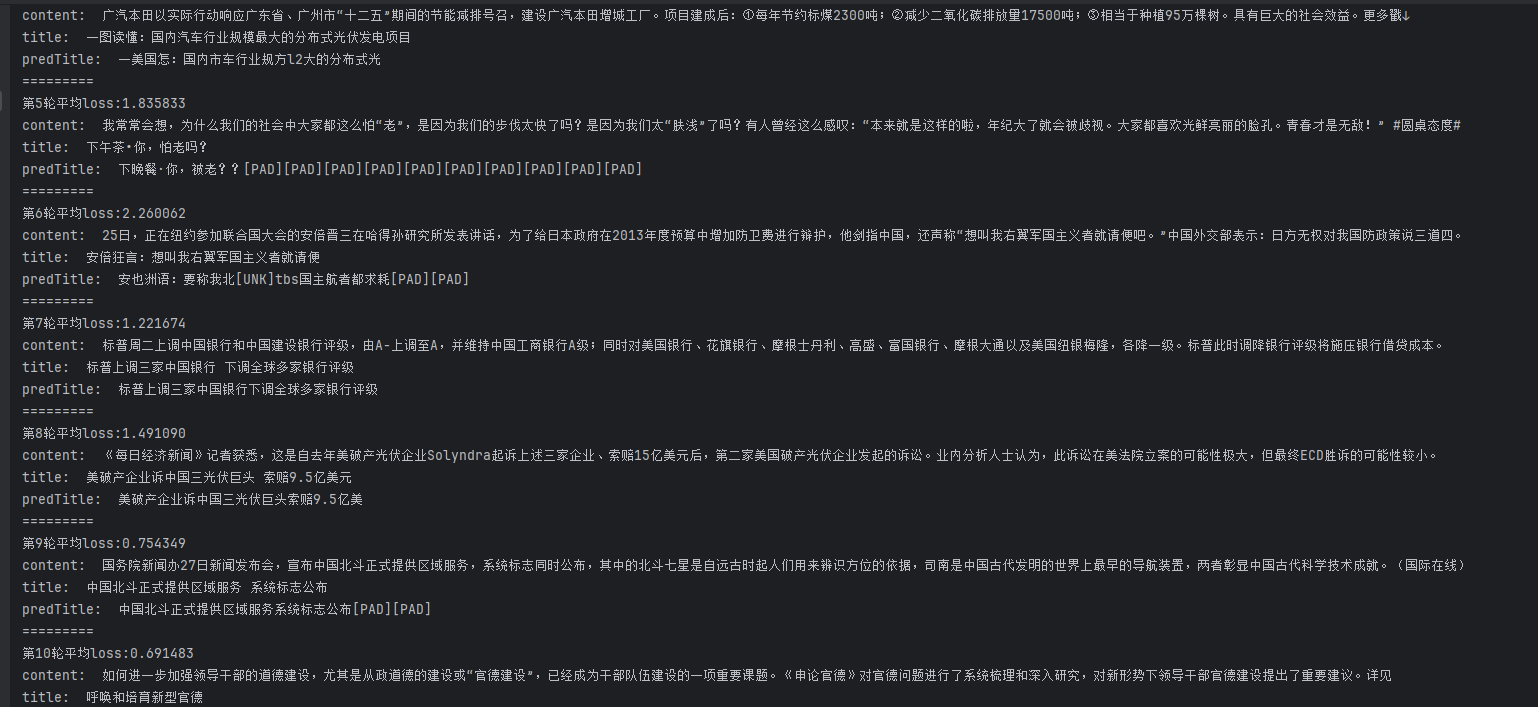 content:  广汽本田以实际行动响应广东省、广州市“十二五”期间的节能减排号召，建设广汽本田增城工厂。项目建成后：①每年节约标煤2300吨；②减少二氧化碳排放量17500吨；③相当于种植95万棵树。具有巨大的社会效益。更多戳↓
title:  一图读懂：国内汽车行业规模最大的分布式光伏发电项目
predTitle:  一美国怎：国内市车行业规方l2大的分布式光
=========
第5轮平均loss:1.835833
content:  我常常会想，为什么我们的社会中大家都这么怕“老”，是因为我们的步伐太快了吗？是因为我们太“肤浅”了吗？有人曾经这么感叹：“本来就是这样的啦，年纪大了就会被歧视。大家都喜欢光鲜亮丽的脸孔。青春才是无敌！” #圆桌态度#
title:  下午茶·你，怕老吗？
predTitle:  下晚餐·你，被老？？[PAD][PAD][PAD][PAD][PAD][PAD][PAD][PAD][PAD][PAD]
=========
第6轮平均loss:2.260062
content:  25日，正在纽约参加联合国大会的安倍晋三在哈得孙研究所发表讲话，为了给日本政府在2013年度预算中增加防卫费进行辩护，他剑指中国，还声称“想叫我右翼军国主义者就请便吧。”中国外交部表示：日方无权对我国防政策说三道四。
title:  安倍狂言：想叫我右翼军国主义者就请便
predTitle:  安也洲语：要称我北[UNK]tbs国主航者都求耗[PAD][PAD]
=========
第7轮平均loss:1.221674
content:  标普周二上调中国银行和中国建设银行评级，由A-上调至A，并维持中国工商银行A级；同时对美国银行、花旗银行、摩根士丹利、高盛、富国银行、摩根大通以及美国纽银梅隆，各降一级。标普此时调降银行评级将施压银行借贷成本。
title:  标普上调三家中国银行 下调全球多家银行评级
predTitle:  标普上调三家中国银行下调全球多家银行评级
=========
第8轮平均loss:1.491090
content:  《每日经济新闻》记者获悉，这是自去年美破产光伏企业Solyndra起诉上述三家企业、索赔15亿美元后，第二家美国破产光伏企业发起的诉讼。业内分析人士认为，此诉讼在美法院立案的可能性极大，但最终ECD胜诉的可能性较小。
title:  美破产企业诉中国三光伏巨头 索赔9.5亿美元
predTitle:  美破产企业诉中国三光伏巨头索赔9.5亿美
=========
第9轮平均loss:0.754349
content:  国务院新闻办27日新闻发布会，宣布中国北斗正式提供区域服务，系统标志同时公布，其中的北斗七星是自远古时起人们用来辨识方位的依据，司南是中国古代发明的世界上最早的导航装置，两者彰显中国古代科学技术成就。（国际在线）
title:  中国北斗正式提供区域服务 系统标志公布
predTitle:  中国北斗正式提供区域服务系统标志公布[PAD][PAD]
=========
第10轮平均loss:0.691483
content:  如何进一步加强领导干部的道德建设，尤其是从政道德的建设或“官德建设”，已经成为干部队伍建设的一项重要课题。《申论官德》对官德问题进行了系统梳理和深入研究，对新形势下领导干部官德建设提出了重要建议。详见
title:  呼唤和培育新型官德